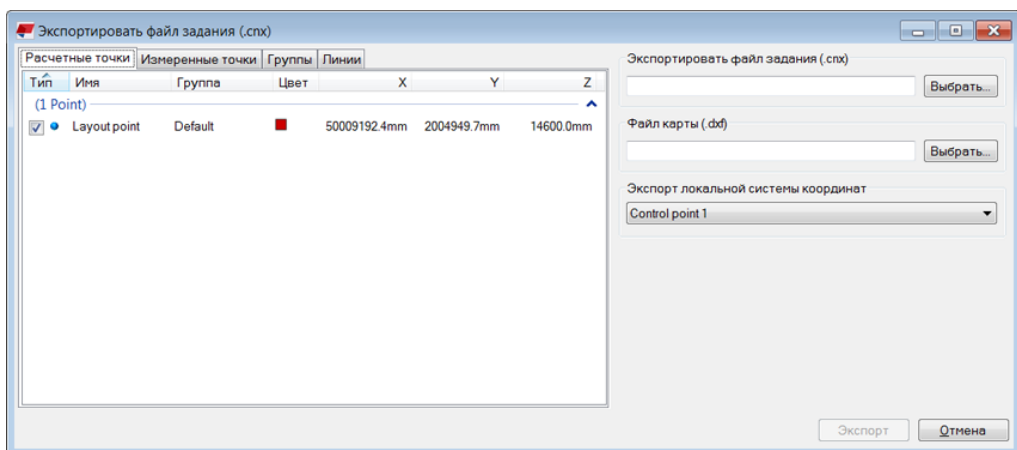 Экспортировать файл задания (.cnx)
Расчетные точки Измеренные точки Группы Линии
Тип Имя Группа Цвет X Y Z
(1 Point)
Layout point Default 50009192.4mm 2004949.7mm 14600.0mm
Экспортировать файл задания (.cnx)
Выбрать...
Файл карты (.dxf)
Выбрать...
Экспорт локальной системы координат
Control point 1
Экспорт Отмена